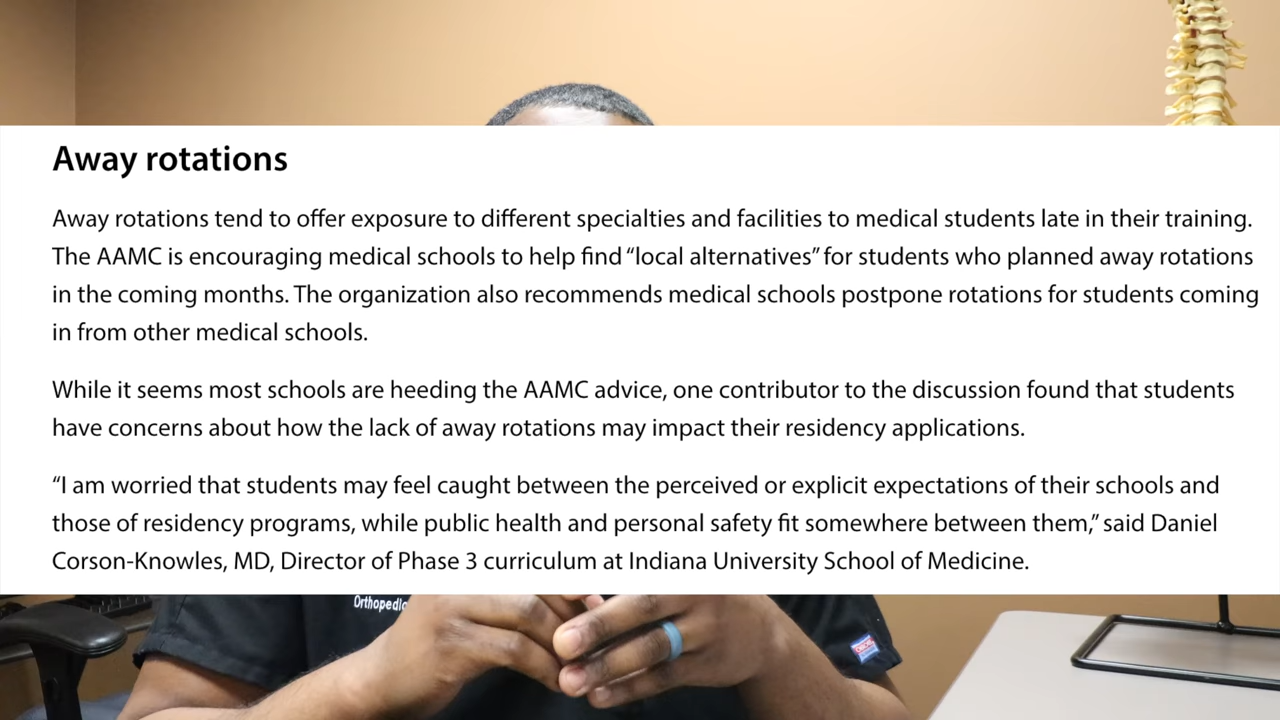 Away rotations
Away rotations tend to offer exposure to different specialties and facilities to medical students late in their training.
The AAMC is encouraging medical schools to help find “local alternatives” for students who planned away rotations
in the coming months. The organization also recommends medical schools postpone rotations for students coming
in from other medical schools.
While it seems most schools are heeding the AAMC advice, one contributor to the discussion found that students
have concerns about how the lack of away rotations may impact their residency applications.
“I am worried that students may feel caught between the perceived or explicit expectations of their schools and
those of residency programs, while public health and personal safety fit somewhere between them,” said Daniel
Corson-Knowles, MD, Director of Phase 3 curriculum at Indiana University School of Medicine.